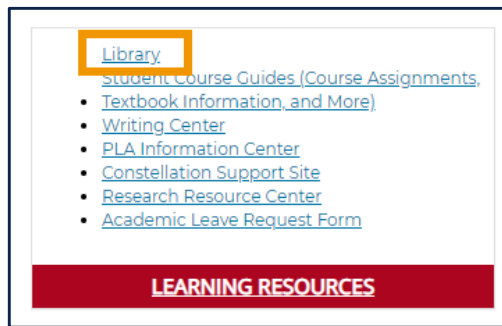 Library
Student Course Guides (Course Assignments,
• Textbook Information, and More)
• Writing Center
• PLA Information Center
• Constellation Support Site
• Research Resource Center
• Academic Leave Request Form
LEARNING RESOURCES